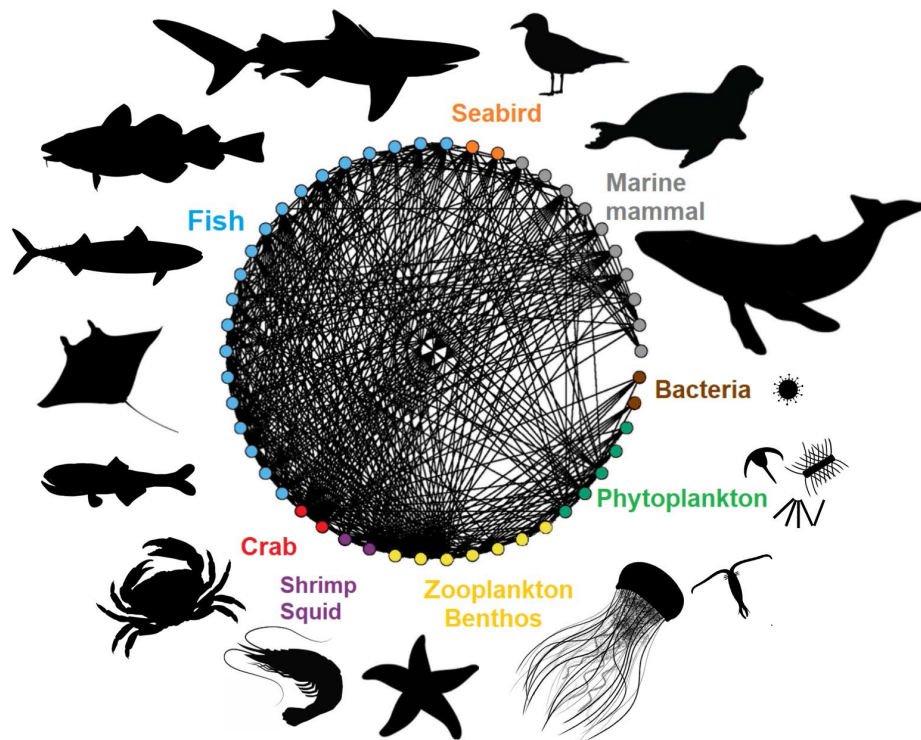 Seabird
Marine
mammal
Fish
Bacteria
Phytoplankton
Crab
Shrimp
Squid
Zooplankton
Benthos